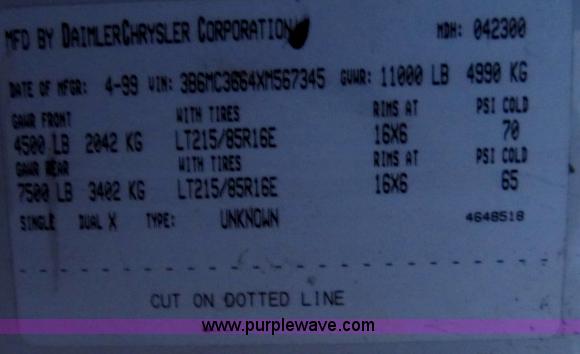 MFD BY DAIMLERCHRYSLER CORPORATION MDH: 042300
DATE OF MFGR: 4-99 VIN: 3B6MC3664XM567345 GVWR: 11000 LB 4990 KG
GAWR FRONT WITH TIRES RIMS AT PSI COLD
4500 LB 2042 KG LT215/85R16E 16X6 70
GAWR REAR WITH TIRES RIMS AT PSI COLD
7500 LB 3402 KG LT215/85R16E 16X6 65
SINGLE DUAL X TYPE: UNKNOWN 4648518
CUT ON DOTTED LINE
www.purplewave.com